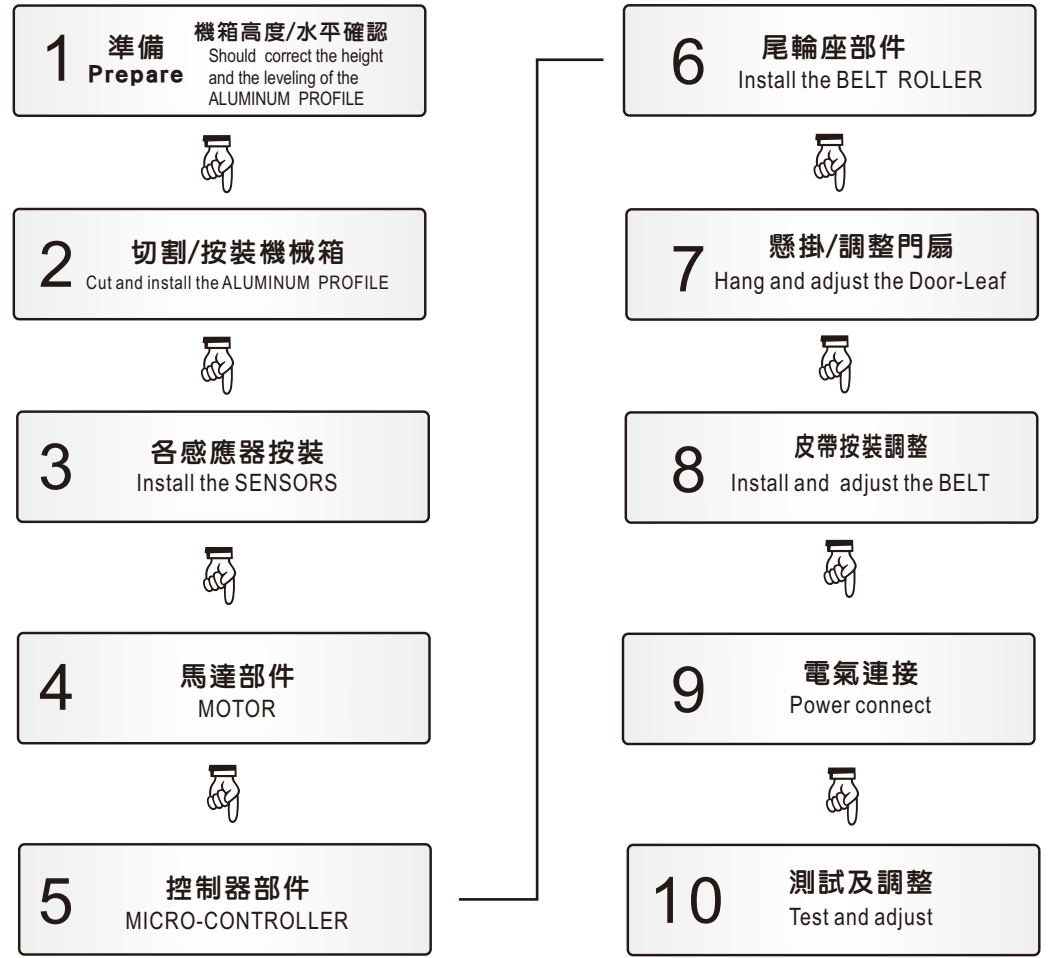 1
準備
Prepare
機箱高度/水平確認
Should correct the height
and the leveling of the
ALUMINUM PROFILE
2
切割/按裝機械箱
Cut and install the ALUMINUM PROFILE
3
各感應器按裝
Install the SENSORS
4
馬達部件
MOTOR
5
控制器部件
MICRO-CONTROLLER
6
尾輪座部件
Install the BELT ROLLER
7
懸掛/調整門扇
Hang and adjust the Door-Leaf
8
皮帶按裝調整
Install and adjust the BELT
9
電氣連接
Power connect
10
測試及調整
Test and adjust